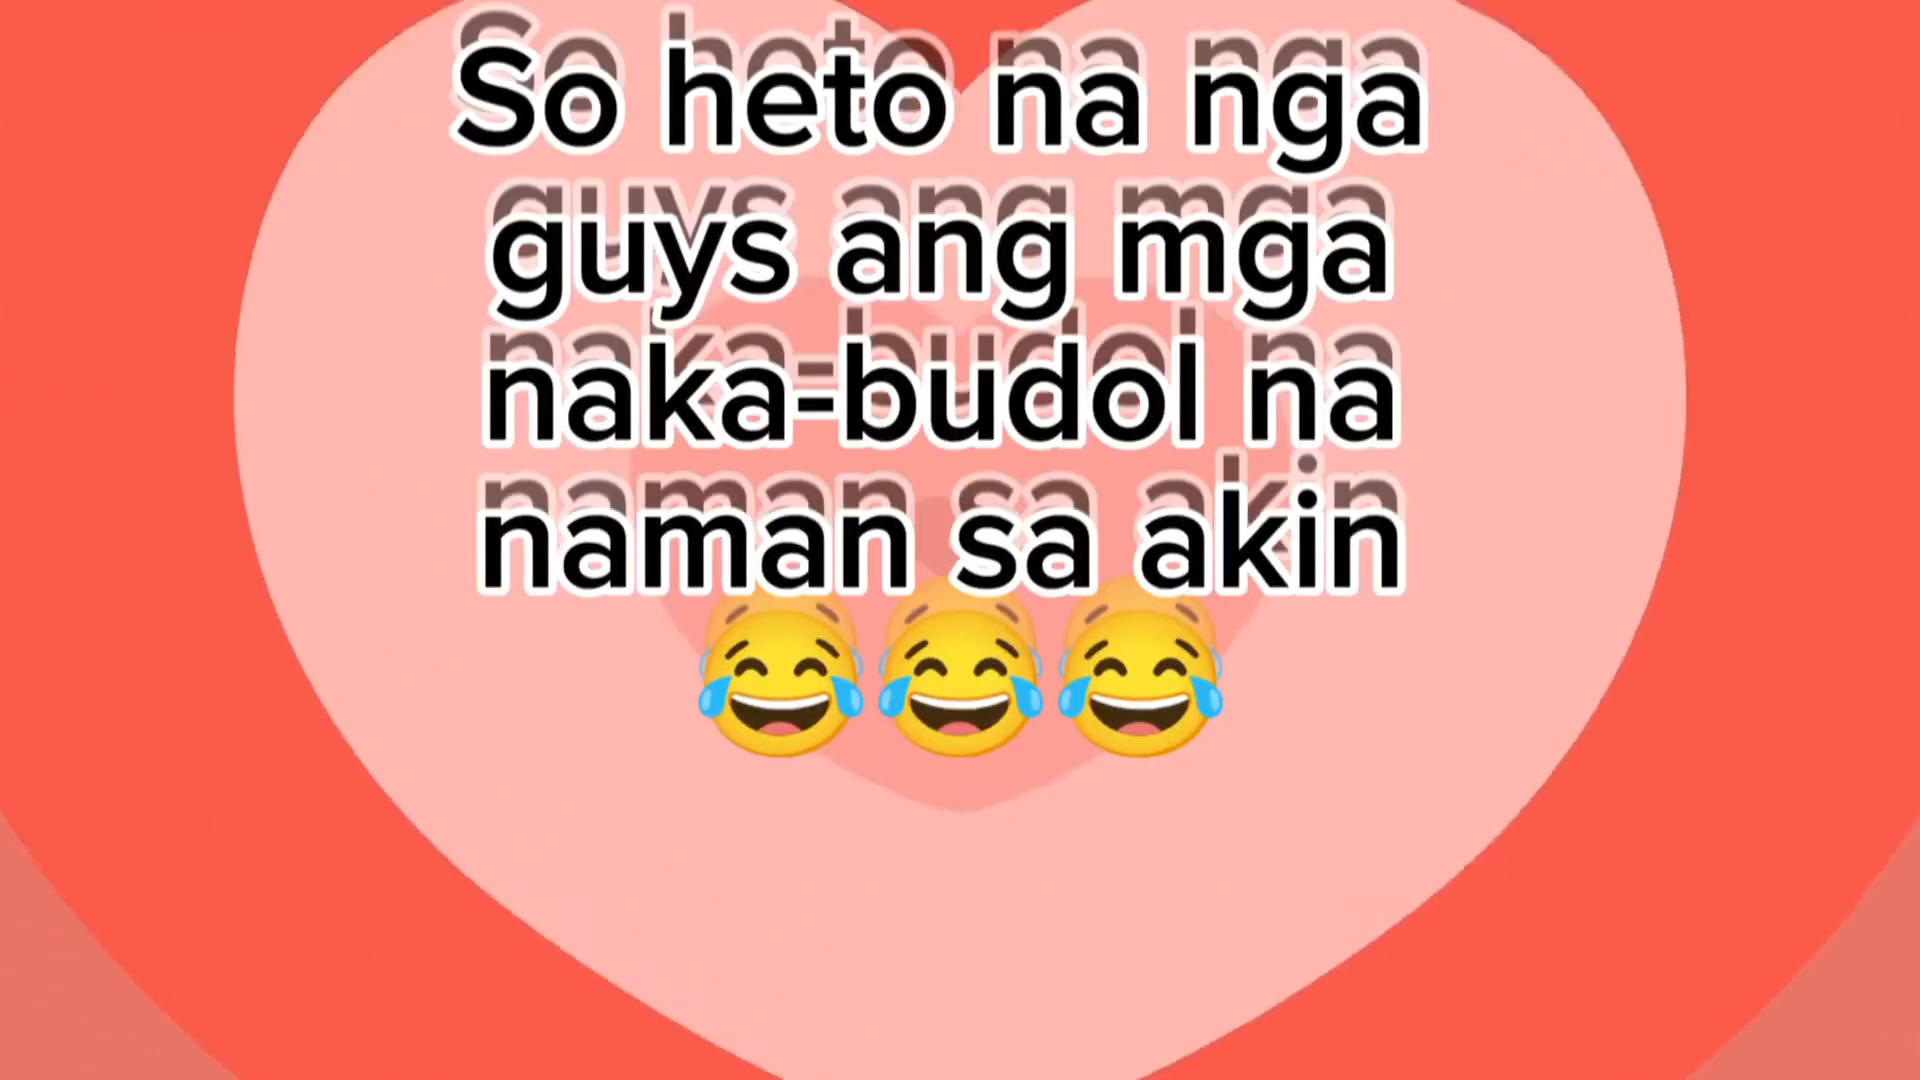 So heto na nga
guys ang mga
naka-budol na
naman sa akin
😂😂😂